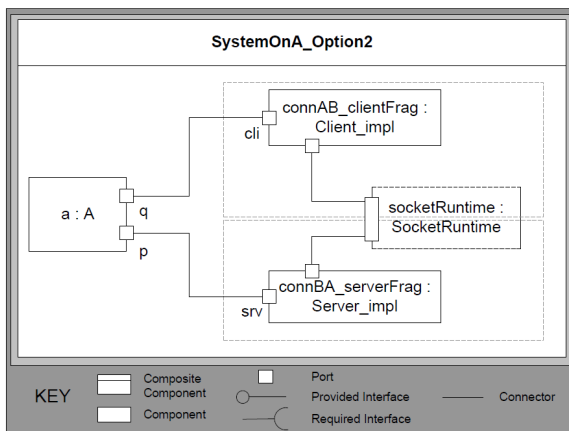 SystemOnA_Option2
connAB_clientFrag :
Client_impl
cli
a : A
q
p
socketRuntime :
SocketRuntime
connBA_serverFrag :
Server_impl
srv
KEY
Composite
Component
Component
Port
Provided Interface
Required Interface
Connector